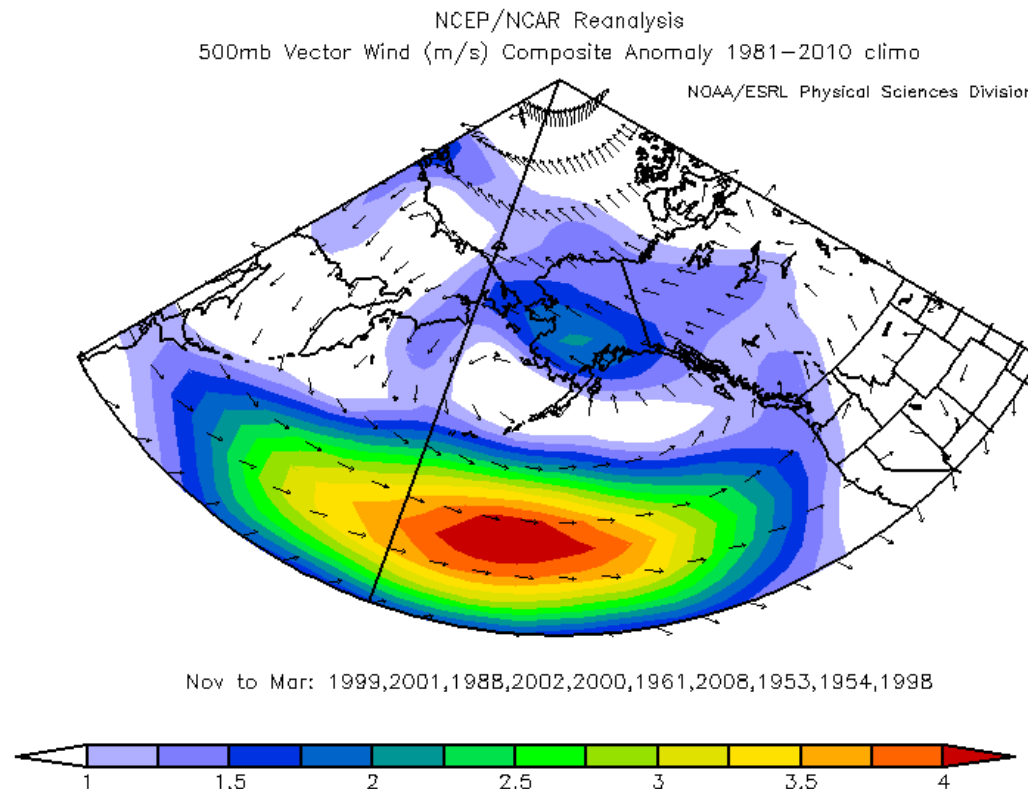 NCEP/NCAR Reanalysis
500mb Vector Wind (m/s) Composite Anomaly 1981-2010 climo
NOAA/ESRL Physical Sciences Division
Nov to Mar: 1999,2001,1988,2002,2000,1961,2008,1953,1954,1998
1 1.5 2 2.5 3 3.5 4